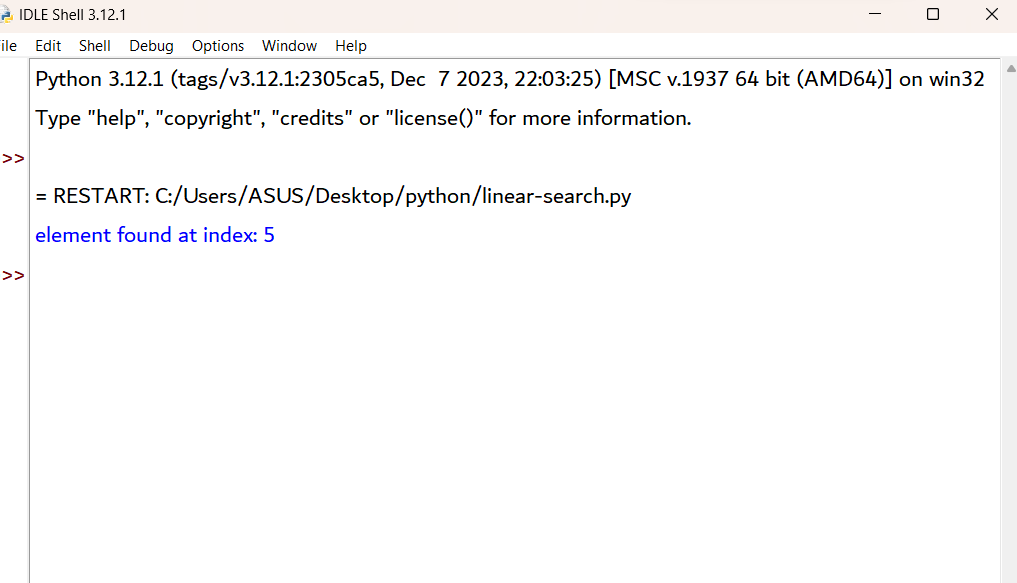 IDLE Shell 3.12.1
ile Edit Shell Debug Options Window Help
Python 3.12.1 (tags/v3.12.1:2305ca5, Dec  7 2023, 22:03:25) [MSC v.1937 64 bit (AMD64)] on win32
Type "help", "copyright", "credits" or "license()" for more information.
>>
= RESTART: C:/Users/ASUS/Desktop/python/linear-search.py
element found at index: 5
>>